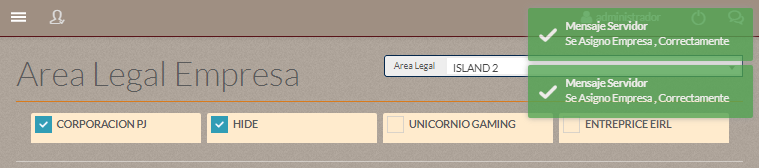 administrador
Mensaje Servidor
Se Asigno Empresa , Correctamente
Area Legal Empresa
Area Legal ISLAND 2
Mensaje Servidor
Se Asigno Empresa , Correctamente
CORPORACION PJ HIDE UNICORNIO GAMING ENTREPRICE EIRL